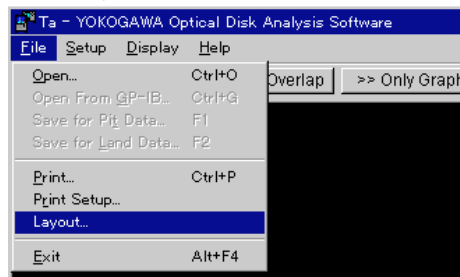 Ta - YOKOGAWA Optical Disk Analysis Software
File Setup Display Help
Overlap >> Only Graph
Open... Ctrl+O
Open From GP-IB... Ctrl+G
Save for Pit Data... F1
Save for Land Data... F2
Print... Ctrl+P
Print Setup...
Layout...
Exit Alt+F4